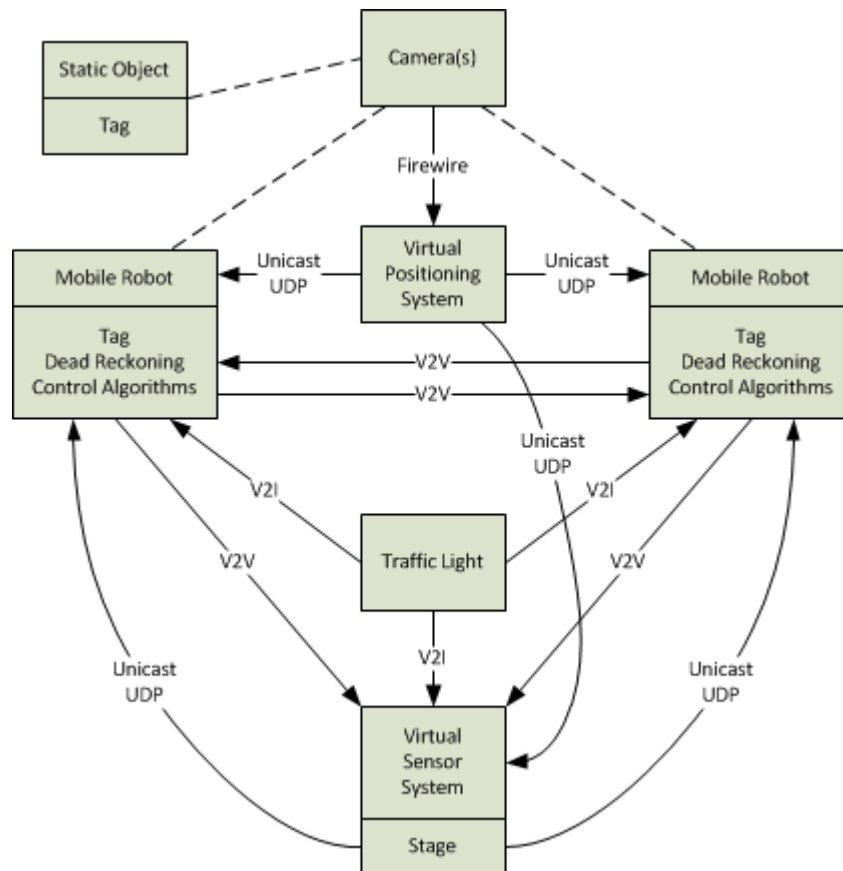 Static Object
Tag
Camera(s)
Firewire
Virtual
Positioning
System
Unicast
UDP
Unicast
UDP
Mobile Robot
Tag
Dead Reckoning
Control Algorithms
Mobile Robot
Tag
Dead Reckoning
Control Algorithms
V2V
V2V
Unicast
UDP
V2I
V2I
Traffic Light
V2V
V2V
V2I
Unicast
UDP
Unicast
UDP
Virtual
Sensor
System
Stage